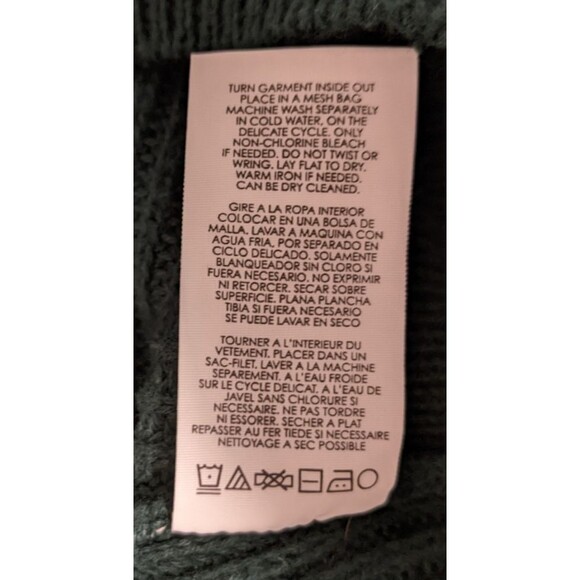 TURN GARMENT INSIDE OUT
PLACE IN A MESH BAG
MACHINE WASH SEPARATELY
IN COLD WATER, ON THE
DELICATE CYCLE. ONLY
NON-CHLORINE BLEACH
IF NEEDED. DO NOT TWIST OR
WRING. LAY FLAT TO DRY.
WARM IRON IF NEEDED.
CAN BE DRY CLEANED.
GIRE A LA ROPA INTERIOR
COLOCAR EN UNA BOLSA DE
MALLA. LAVAR A MAQUINA CON
AGUA FRIA, POR SEPARADO EN
CICLO DELICADO. SOLAMENTE
BLANQUEADOR SIN CLORO SI
FUERA NECESARIO. NO EXPRIMIR
NI RETORCER. SECAR SOBRE
SUPERFICIE. PLANA PLANCHA
TIBIA SI FUERA NECESARIO
SE PUEDE LAVAR EN SECO
TOURNER A L'INTERIEUR DU
VETEMENT. PLACER DANS UN
SAC-FILET. LAVER A LA MACHINE
SEPAREMENT. A L'EAU FROIDE
SUR LE CYCLE DELICAT. A L'EAU DE
JAVEL SANS CHLORURE SI
NECESSAIRE. NE PAS TORDRE
NI ESSORER. SECHER A PLAT
REPASSER AU FER TIEDE SI NECESSAIRE
NETTOYAGE A SEC POSSIBLE